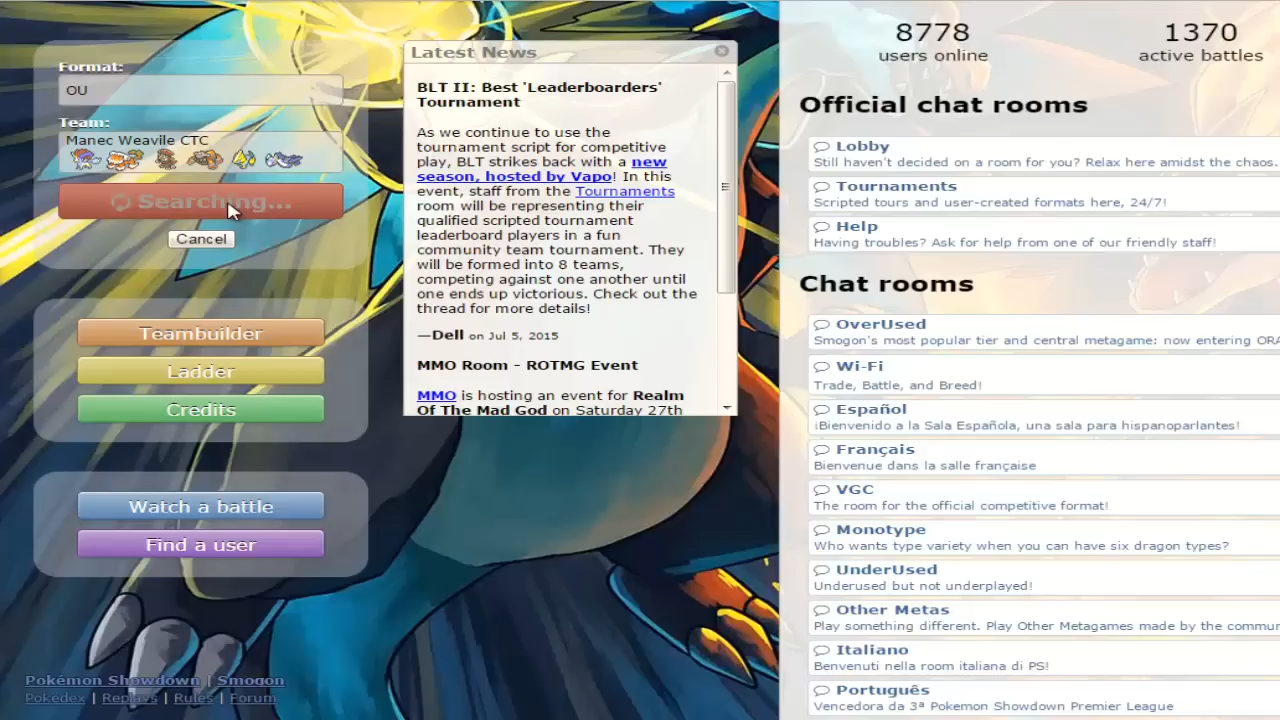 Format:
OU
Team:
Manec Weavile CTC
Searching...
Cancel
Teambuilder
Ladder
Credits
Watch a battle
Find a user
Pokémon Showdown | Smogon
Pokédex | Replays | Rules | Forum
Latest News
BLT II: Best 'Leaderboarders'
Tournament
As we continue to use the
tournament script for competitive
play, BLT strikes back with a new
season, hosted by Vapo! In this
event, staff from the Tournaments
room will be representing their
qualified scripted tournament
leaderboard players in a fun
community team tournament. They
will be formed into 8 teams,
competing against one another until
one ends up victorious. Check out the
thread for more details!
—Dell on Jul 5, 2015
MMO Room - ROTMG Event
MMO is hosting an event for Realm
Of The Mad God on Saturday 27th
8778
users online
1370
active battles
Official chat rooms
Lobby
Still haven't decided on a room for you? Relax here amidst the chaos.
Tournaments
Scripted tours and user-created formats here, 24/7!
Help
Having troubles? Ask for help from one of our friendly staff!
Chat rooms
OverUsed
Smogon's most popular tier and central metagame: now entering ORA
Wi-Fi
Trade, Battle, and Breed!
Español
¡Bienvenido a la Sala Española, una sala para hispanoparlantes!
Français
Bienvenue dans la salle française
VGC
The room for the official competitive format!
Monotype
Who wants type variety when you can have six dragon types?
UnderUsed
Underused but not underplayed!
Other Metas
Play something different. Play Other Metagames made by the commun
Italiano
Benvenuti nella room italiana di PS!
Português
Vencedora da 3ª Pokemon Showdown Premier League